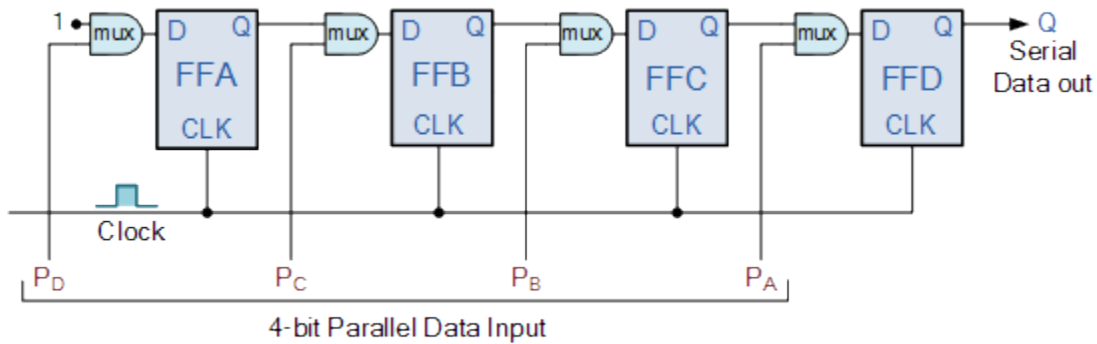 1 mux D Q mux D Q mux D Q mux D Q Q
FFA FFB FFC FFD Serial
Data out
CLK CLK CLK CLK
Clock
PD PC PB PA
4-bit Parallel Data Input